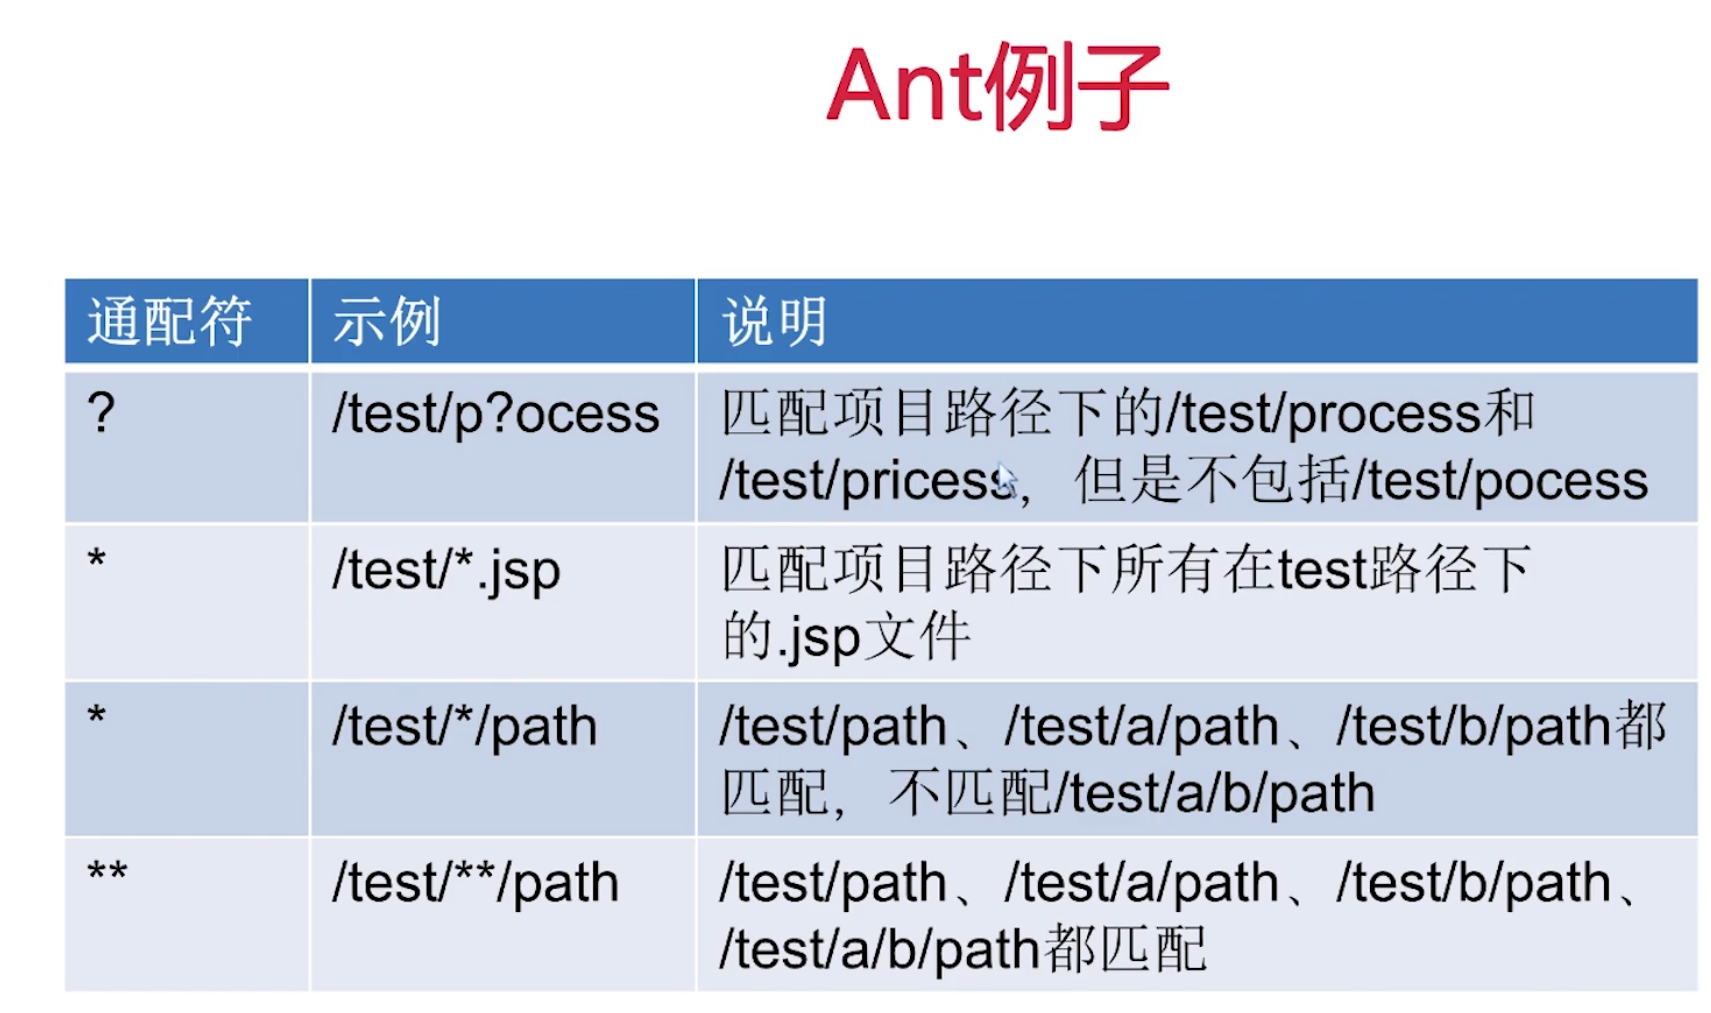 Ant例子
通配符 示例 说明
? /test/p?ocess 匹配项目路径下的/test/process和
/test/pricess，但是不包括/test/pocess
* /test/*.jsp 匹配项目路径下所有在test路径下
的.jsp文件
* /test/*/path /test/path、/test/a/path、/test/b/path都
匹配，不匹配/test/a/b/path
** /test/**/path /test/path、/test/a/path、/test/b/path、
/test/a/b/path都匹配